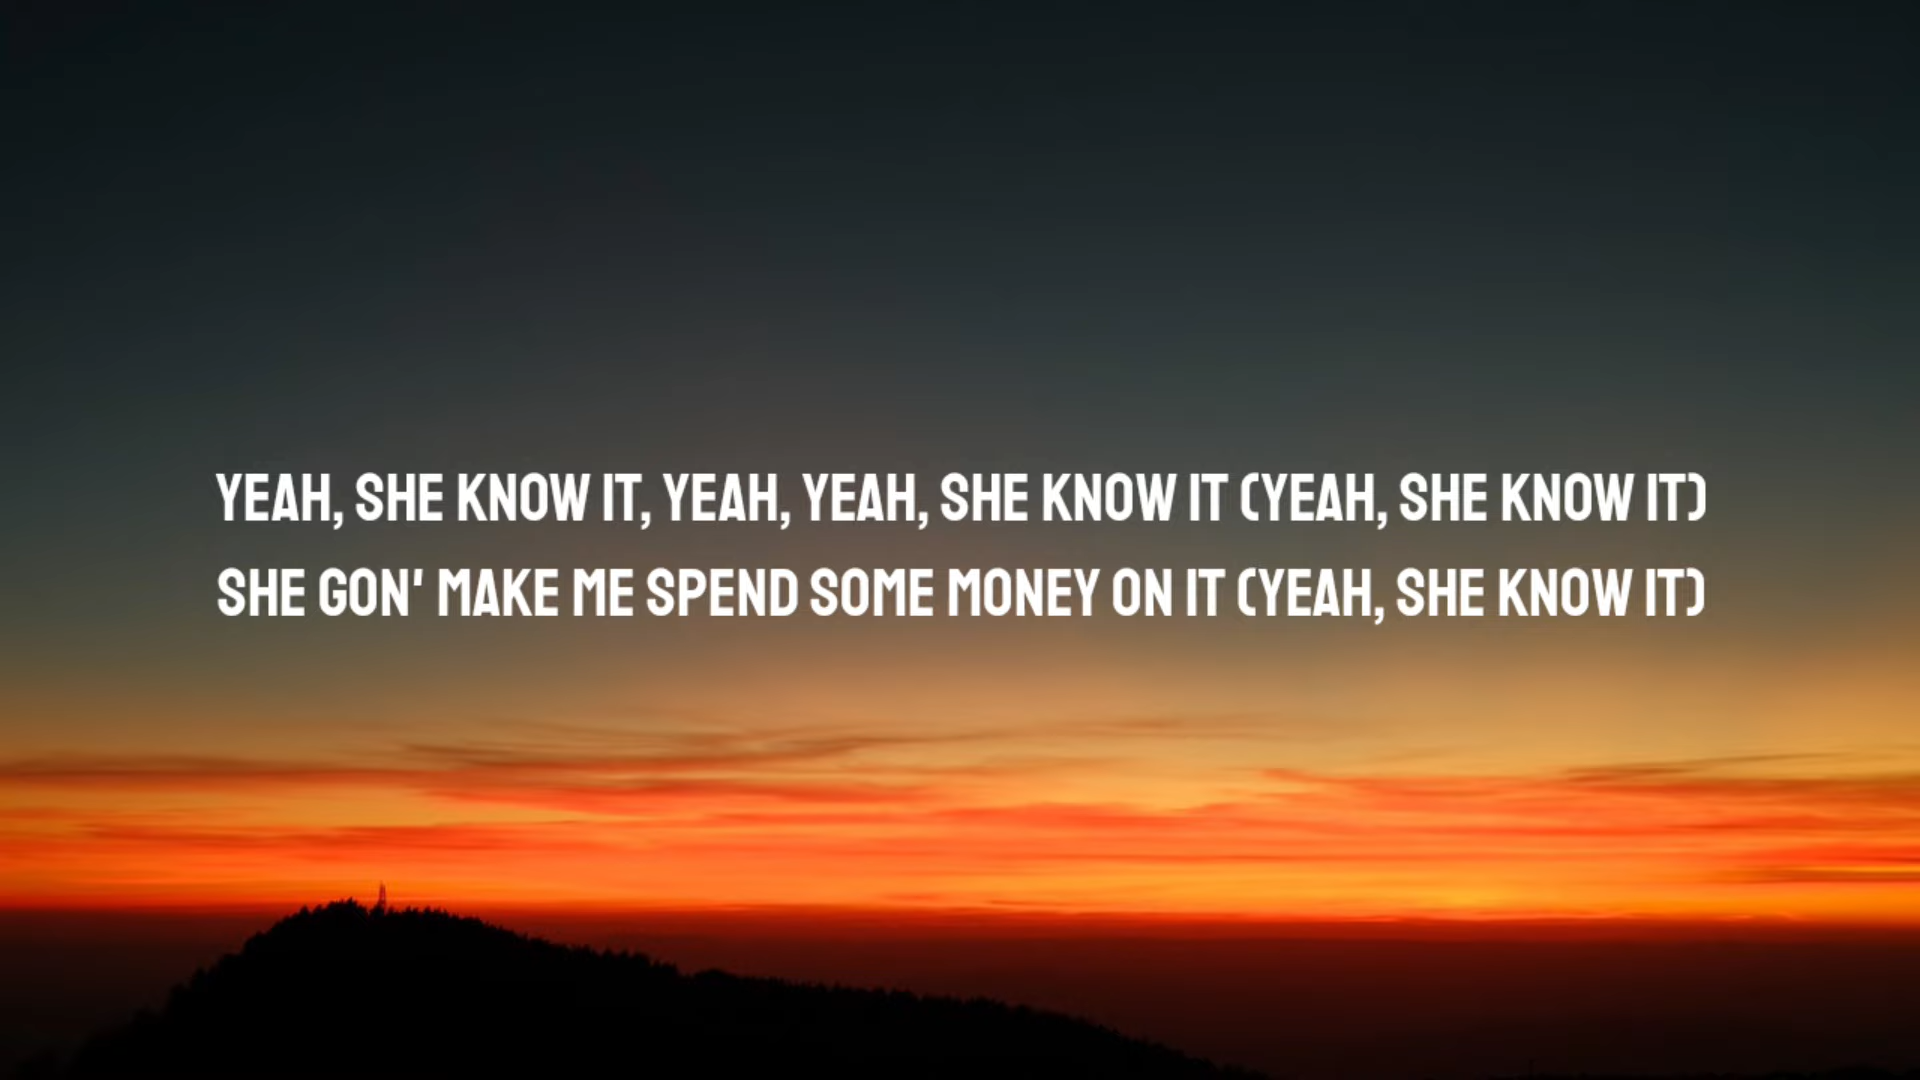 YEAH, SHE KNOW IT, YEAH, YEAH, SHE KNOW IT (YEAH, SHE KNOW IT)
SHE GON' MAKE ME SPEND SOME MONEY ON IT (YEAH, SHE KNOW IT)